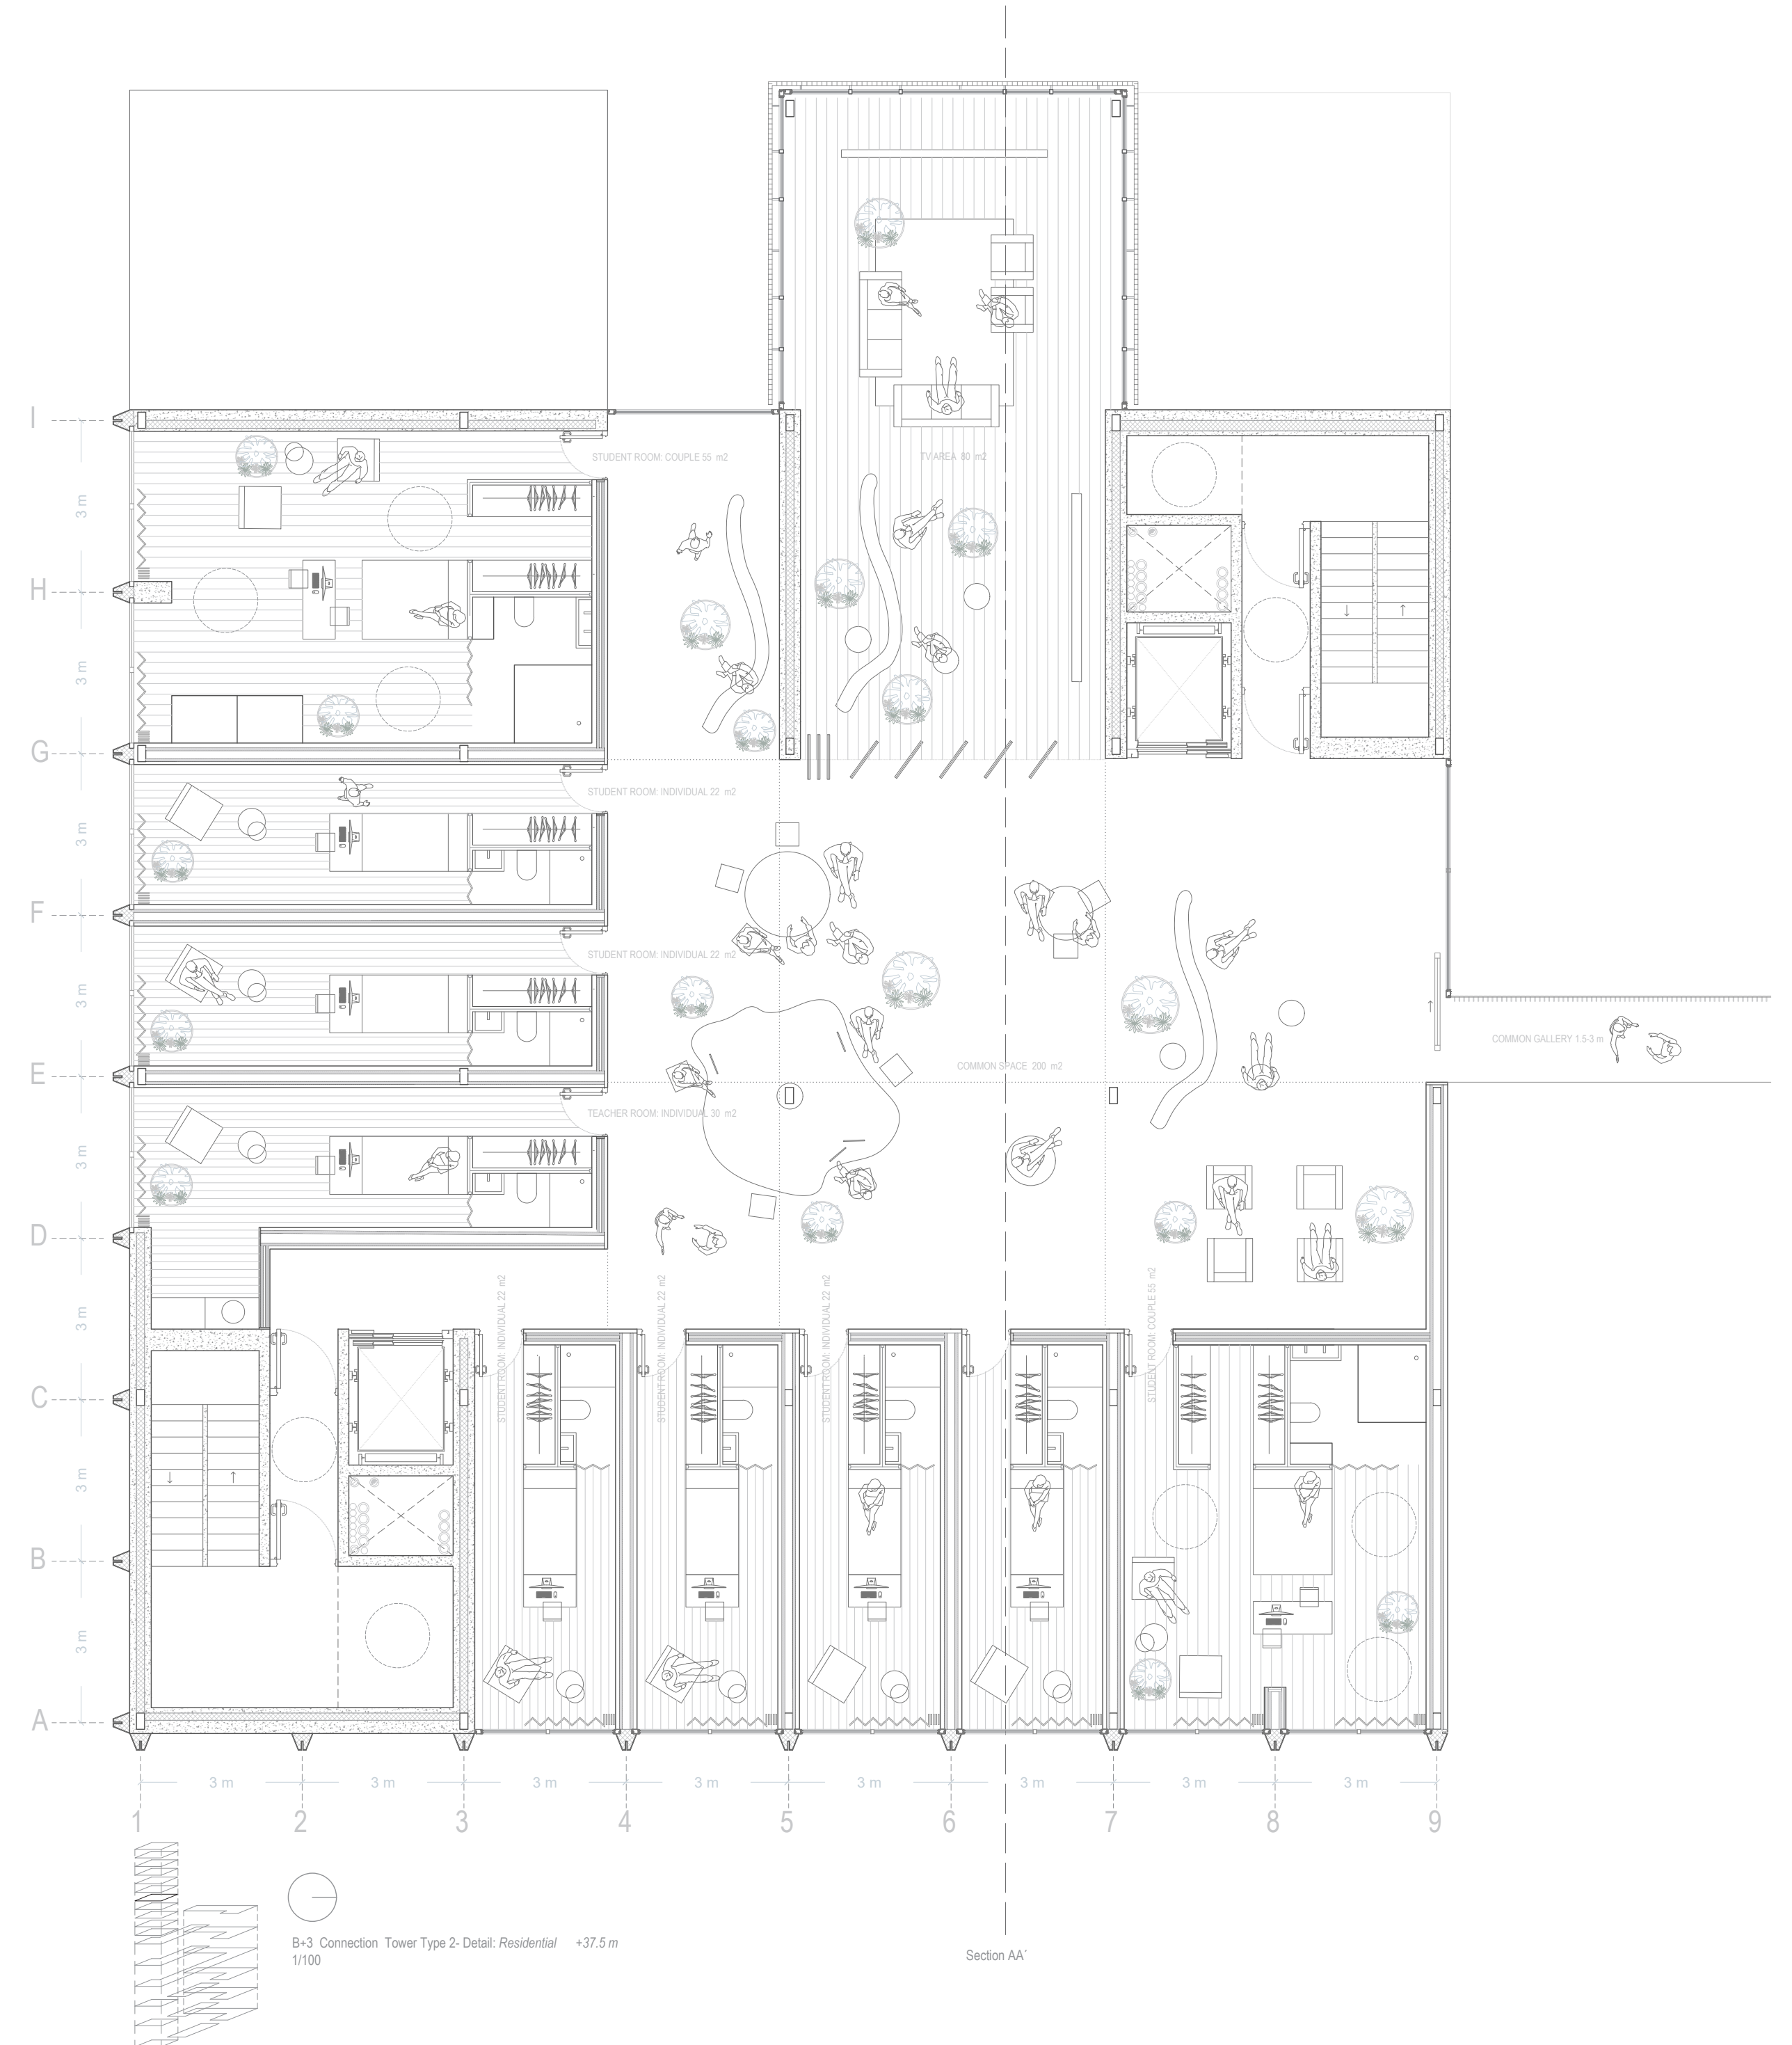 I
STUDENT ROOM: COUPLE 55 m2
TV AREA 80 m2
3 m
H
3 m
G
STUDENT ROOM: INDIVIDUAL 22 m2
3 m
F
STUDENT ROOM: INDIVIDUAL 22 m2
3 m
COMMON GALLERY 1.5-3 m
COMMON SPACE 200 m2
E
TEACHER ROOM: INDIVIDUAL 30 m2
3 m
D
3 m
STUDENT ROOM: INDIVIDUAL 22 m2
STUDENT ROOM: INDIVIDUAL 22 m2
STUDENT ROOM: INDIVIDUAL 22 m2
STUDENT ROOM: COUPLE 55 m2
C
3 m
B
3 m
A
3 m 3 m 3 m 3 m 3 m 3 m 3 m 3 m
1 2 3 4 5 6 7 8 9
B+3 Connection Tower Type 2- Detail: Residential +37.5 m
1/100
Section AA´